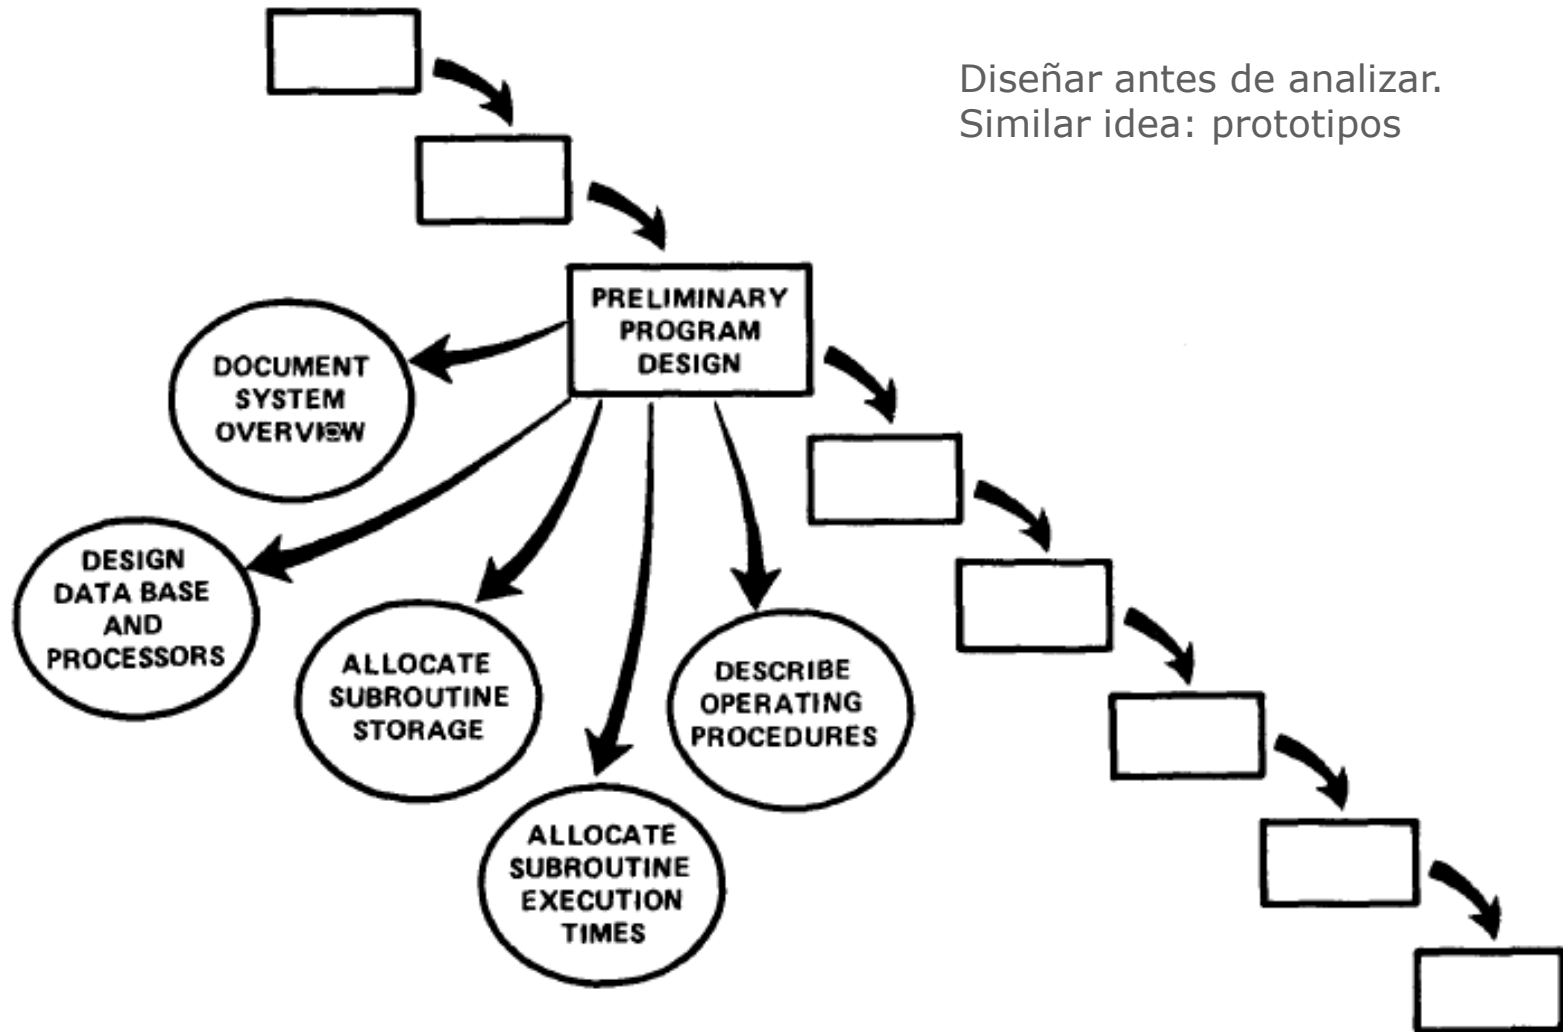 Diseñar antes de analizar.
Similar idea: prototipos
PRELIMINARY
PROGRAM
DESIGN
DOCUMENT
SYSTEM
OVERVIEW
DESIGN
DATA BASE
AND
PROCESSORS
ALLOCATE
SUBROUTINE
STORAGE
ALLOCATE
SUBROUTINE
EXECUTION
TIMES
DESCRIBE
OPERATING
PROCEDURES